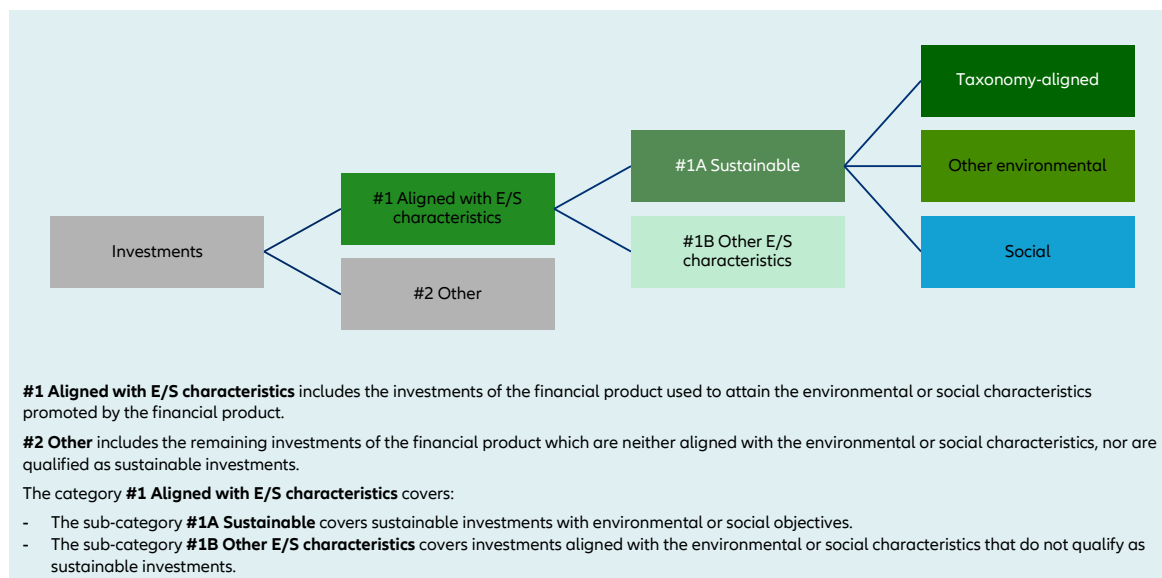 Taxonomy-aligned
#1A Sustainable
Other environmental
#1 Aligned with E/S
characteristics
Investments
#1B Other E/S
characteristics
Social
#2 Other
#1 Aligned with E/S characteristics includes the investments of the financial product used to attain the environmental or social characteristics
promoted by the financial product.
#2 Other includes the remaining investments of the financial product which are neither aligned with the environmental or social characteristics, nor are
qualified as sustainable investments.
The category #1 Aligned with E/S characteristics covers:
- The sub-category #1A Sustainable covers sustainable investments with environmental or social objectives.
- The sub-category #1B Other E/S characteristics covers investments aligned with the environmental or social characteristics that do not qualify as
sustainable investments.